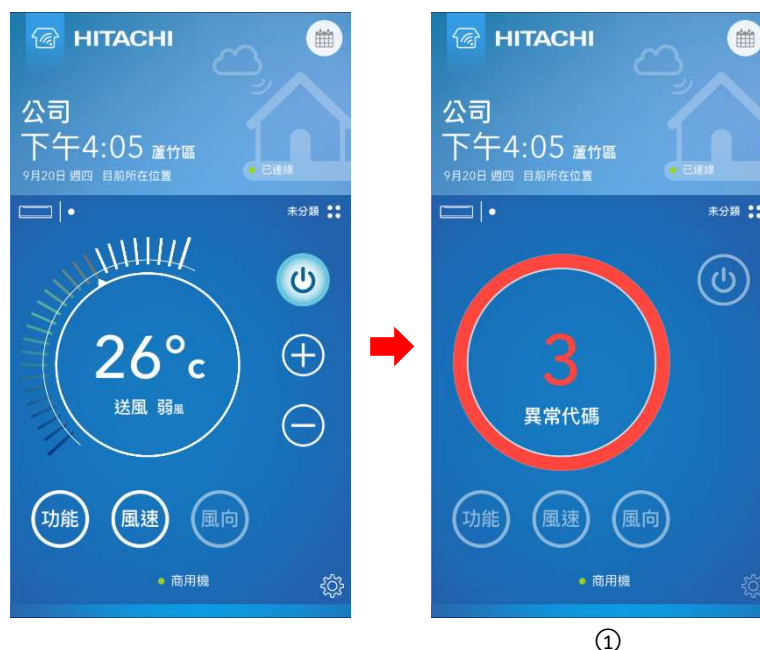 HITACHI
公司
下午4:05 蘆竹區
9月20日 週四 目前所在位置
已連線
未分類
26°c
送風 弱風
功能
風速
風向
商用機
HITACHI
公司
下午4:05 蘆竹區
9月20日 週四 目前所在位置
已連線
未分類
3
異常代碼
功能
風速
風向
商用機
①